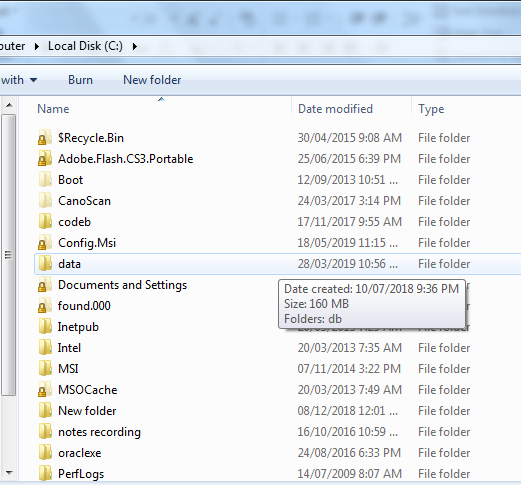 outer ▸ Local Disk (C:) ▸
with ▾ Burn New folder
Name Date modified Type
$Recycle.Bin 30/04/2015 9:08 AM File folder
Adobe.Flash.CS3.Portable 25/06/2015 6:39 PM File folder
Boot 12/09/2013 10:51 ... File folder
CanoScan 24/03/2017 3:14 PM File folder
codeb 17/11/2017 9:55 AM File folder
Config.Msi 18/05/2019 11:15 ... File folder
data 28/03/2019 10:56 ... File folder
Documents and Settings
Date created: 10/07/2018 9:36 PM
Size: 160 MB
Folders: db
found.000
Inetpub File folder
Intel 20/03/2013 7:35 AM File folder
MSI 07/11/2014 3:22 PM File folder
MSOCache 20/03/2013 7:49 AM File folder
New folder 08/12/2018 12:01 ... File folder
notes recording 16/10/2016 10:59 ... File folder
oraclexe 24/08/2016 6:33 PM File folder
PerfLogs 14/07/2009 8:07 AM File folder